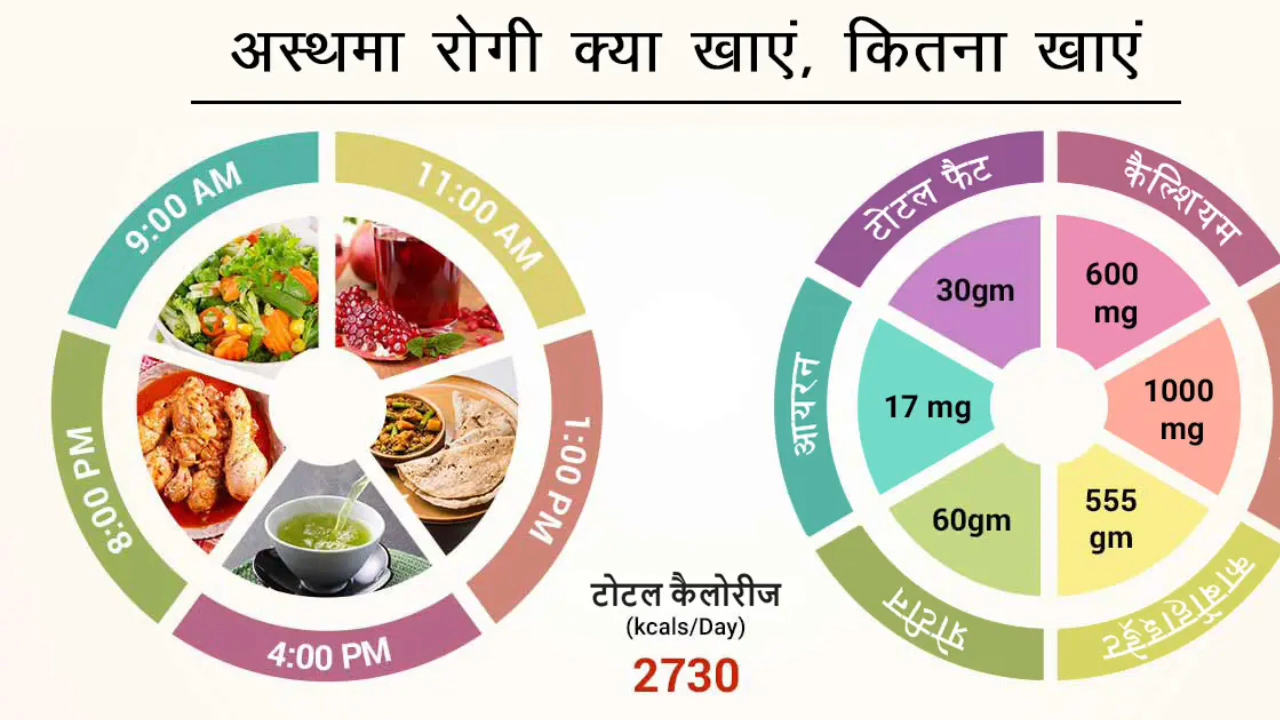 अस्थमा रोगी क्या खाएं, कितना खाएं
9:00 AM
11:00 AM
1:00 PM
4:00 PM
8:00 PM
टोटल कैलोरीज
(kcals/Day)
2730
टोटल फैट
30gm
कैल्शियम
600
mg
1000
mg
कार्बोहाइड्रेट
555
gm
प्रोटीन
60gm
आयरन
17 mg